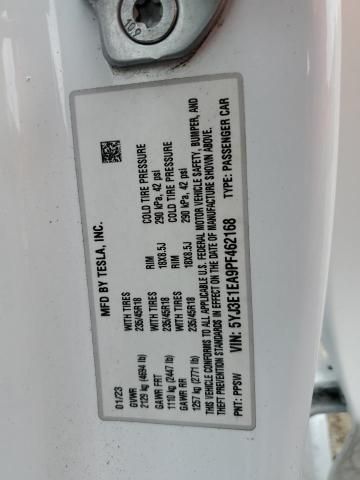 10.9
MFD BY TESLA, INC.
01/23
GVWR WITH TIRES RIM COLD TIRE PRESSURE
2129 kg (4694 lb) 235/45R18 18X8.5J 290 kPa, 42 psi
GAWR FRT WITH TIRES RIM COLD TIRE PRESSURE
1110 kg (2447 lb) 235/45R18 18X8.5J 290 kPa, 42 psi
GAWR RR
1257 kg (2771 lb)
THIS VEHICLE CONFORMS TO ALL APPLICABLE U.S. FEDERAL MOTOR VEHICLE SAFETY, BUMPER, AND
THEFT PREVENTION STANDARDS IN EFFECT ON THE DATE OF MANUFACTURE SHOWN ABOVE.
VIN: 5YJ3E1EA9PF462168
PNT: PPSW TYPE: PASSENGER CAR